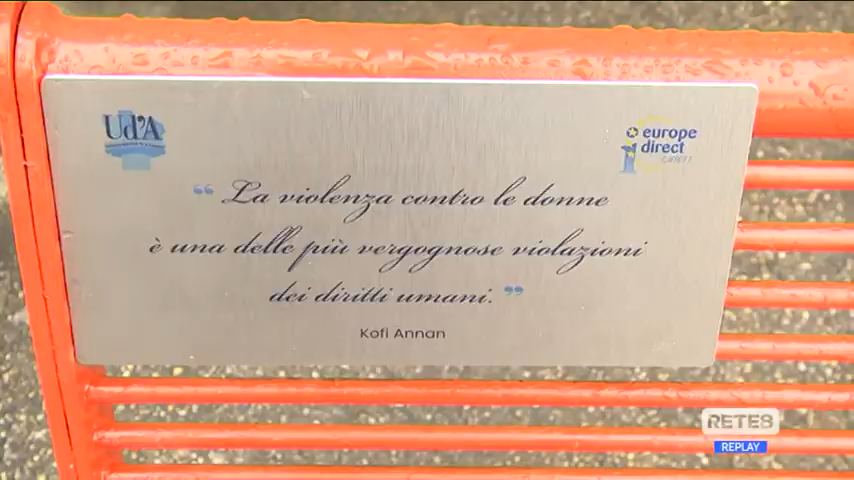 Ud'A
europe
direct
“ La violenza contro le donne
è una delle più vergognose violazioni
dei diritti umani. ”
Kofi Annan
RETE8
REPLAY